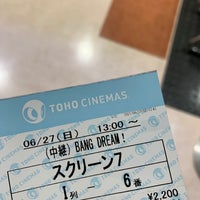 TOHO CINEMAS
06/27(日) 13:00 ～
(中継) BANG DREAM!
スクリーン7
I列 ー 6番
¥2,200